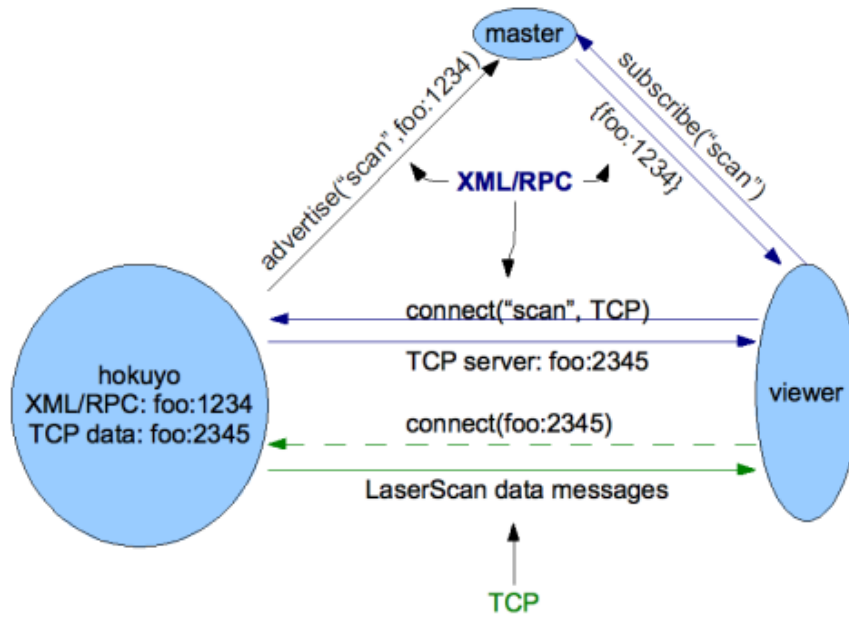 master
advertise(“scan”,foo:1234)
subscribe(“scan”)
{foo:1234}
XML/RPC
connect(“scan”, TCP)
TCP server: foo:2345
hokuyo
XML/RPC: foo:1234
TCP data: foo:2345
viewer
connect(foo:2345)
LaserScan data messages
TCP